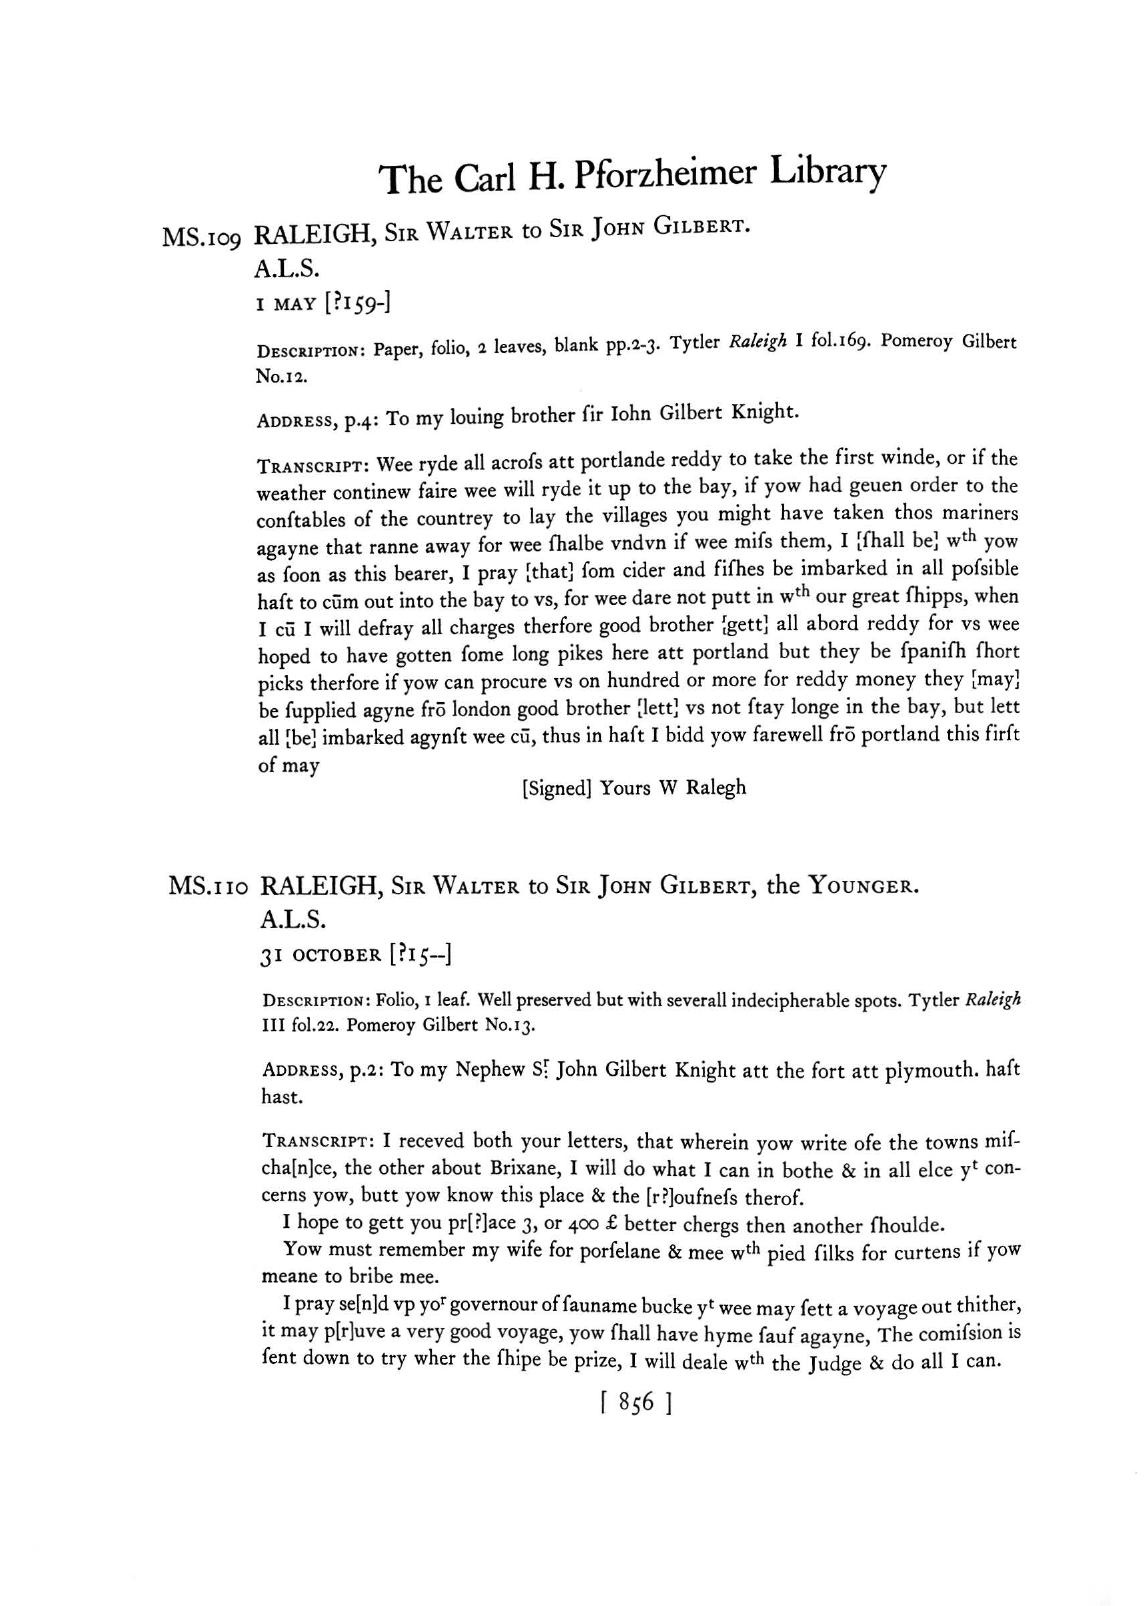 The Carl H. Pforzheimer Library
MS.109 RALEIGH, SIR WALTER to SIR JOHN GILBERT.
A.L.S.
1 MAY [?159-]
DESCRIPTION: Paper, folio, 2 leaves, blank pp.2-3. Tytler Raleigh I fol.169. Pomeroy Gilbert
No.12.
ADDRESS, p.4: To my louing brother ſir Iohn Gilbert Knight.
TRANSCRIPT: Wee ryde all acroſs att portlande reddy to take the first winde, or if the
weather continew faire wee will ryde it up to the bay, if yow had geuen order to the
conſtables of the countrey to lay the villages you might have taken thos mariners
agayne that ranne away for wee ſhalbe vndvn if wee miſs them, I [ſhall be] wth yow
as ſoon as this bearer, I pray [that] ſom cider and fiſhes be imbarked in all poſsible
haſt to cūm out into the bay to vs, for wee dare not putt in wth our great ſhipps, when
I cū I will defray all charges therfore good brother [gett] all abord reddy for vs wee
hoped to have gotten ſome long pikes here att portland but they be ſpaniſh ſhort
picks therfore if yow can procure vs on hundred or more for reddy money they [may]
be ſupplied agyne frō london good brother [lett] vs not ſtay longe in the bay, but lett
all [be] imbarked agynſt wee cū, thus in haſt I bidd yow farewell frō portland this firſt
of may
[Signed] Yours W Ralegh
MS.110 RALEIGH, SIR WALTER to SIR JOHN GILBERT, the YOUNGER.
A.L.S.
31 OCTOBER [?15--]
DESCRIPTION: Folio, 1 leaf. Well preserved but with severall indecipherable spots. Tytler Raleigh
III fol.22. Pomeroy Gilbert No.13.
ADDRESS, p.2: To my Nephew Sr John Gilbert Knight att the fort att plymouth. haſt
hast.
TRANSCRIPT: I receved both your letters, that wherein yow write ofe the towns miſ-
cha[n]ce, the other about Brixane, I will do what I can in bothe & in all elce yt con-
cerns yow, butt yow know this place & the [r?]oufneſs therof.
I hope to gett you pr[?]ace 3, or 400 £ better chergs then another ſhoulde.
Yow must remember my wife for porſelane & mee wth pied ſilks for curtens if yow
meane to bribe mee.
I pray se[n]d vp yor governour of ſauname bucke yt wee may ſett a voyage out thither,
it may p[r]uve a very good voyage, yow ſhall have hyme ſauf agayne, The comiſsion is
ſent down to try wher the ſhipe be prize, I will deale wth the Judge & do all I can.
[ 856 ]